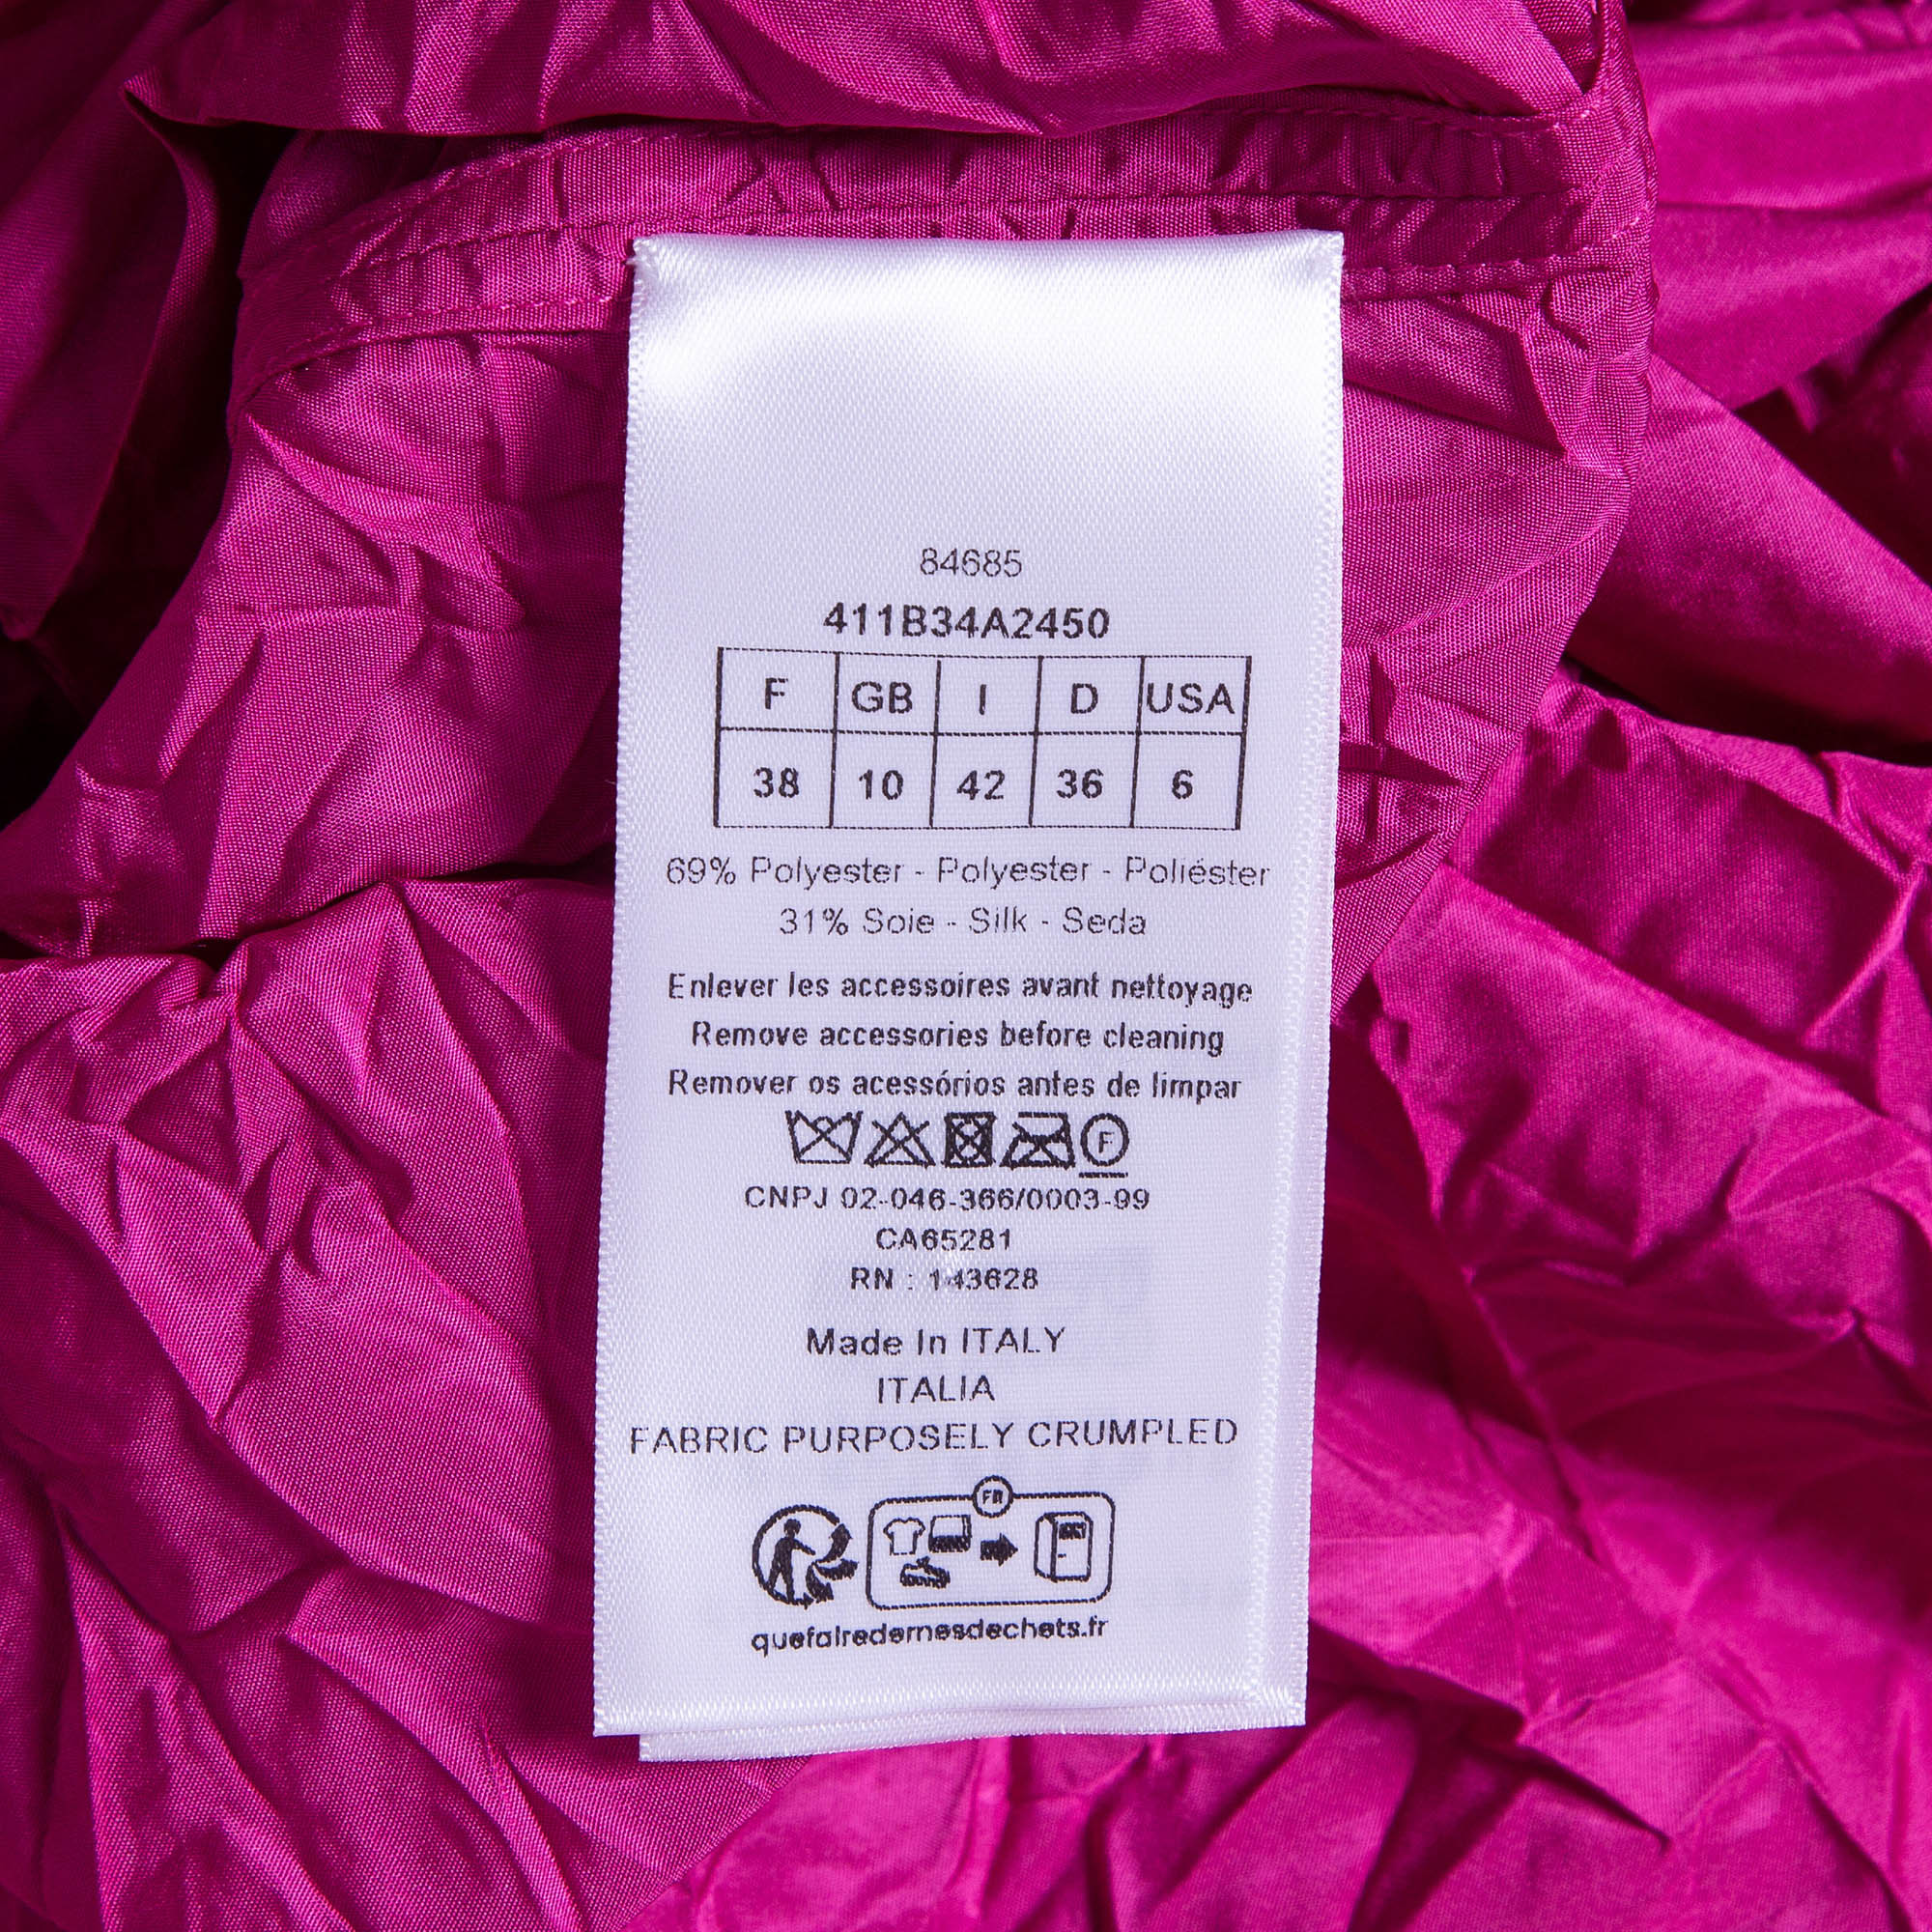 84685
411B34A2450
F GB I D USA
38 10 42 36 6
69% Polyester - Polyester - Poliéster
31% Soie - Silk - Seda
Enlever les accessoires avant nettoyage
Remove accessories before cleaning
Remover os acessórios antes de limpar
F
CNPJ 02-046-366/0003-99
CA65281
RN : 143628
Made In ITALY
ITALIA
FABRIC PURPOSELY CRUMPLED
FR
quefairedemesdechets.fr